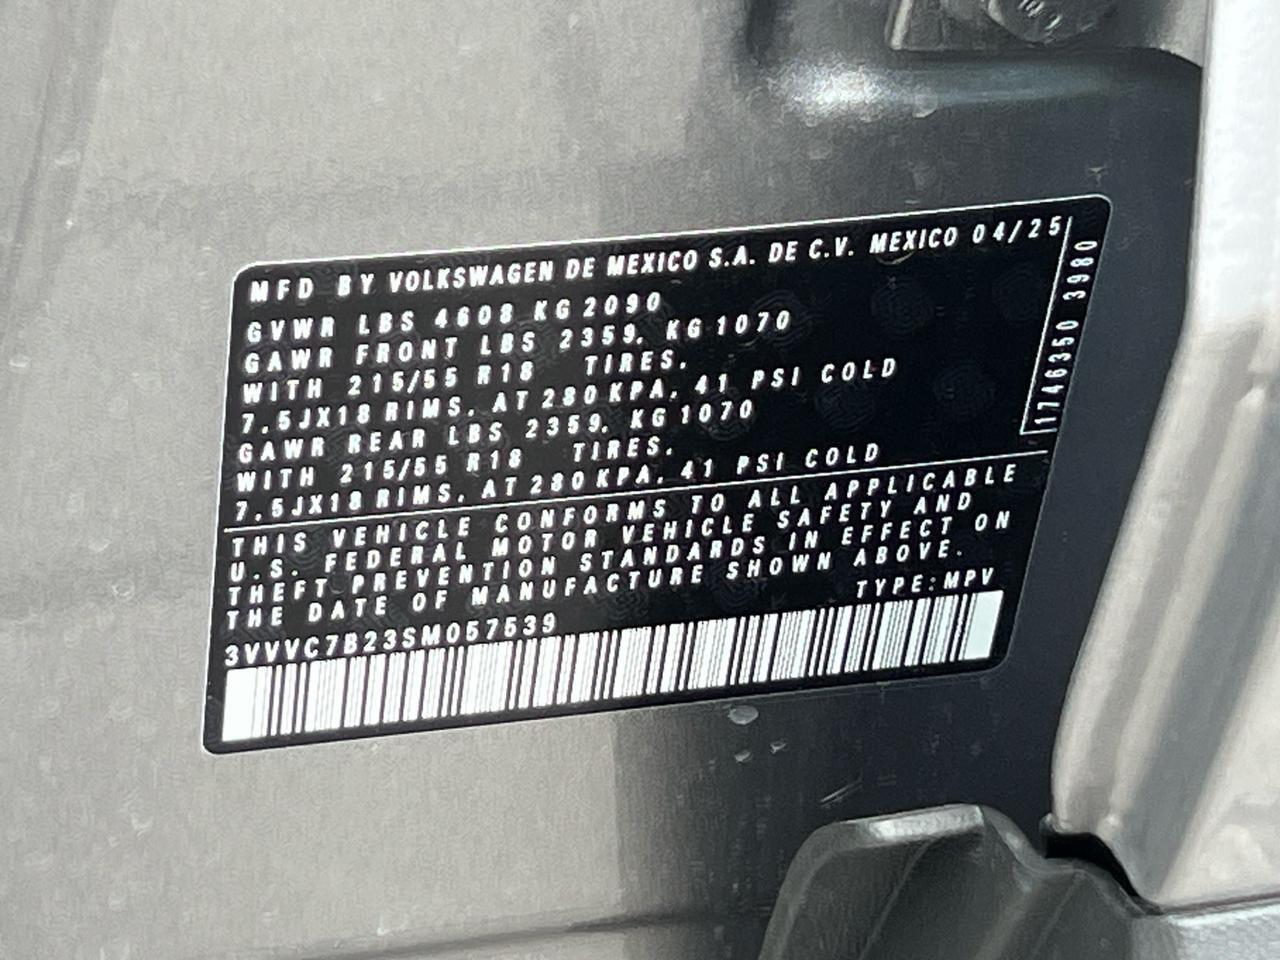 MFD BY VOLKSWAGEN DE MEXICO S.A. DE C.V. MEXICO 04/25
GVWR LBS 4608 KG 2090
GAWR FRONT LBS 2359, KG 1070
WITH 215/55 R18 TIRES.
7.5JX18 RIMS, AT 280 KPA, 41 PSI COLD
GAWR REAR LBS 2359, KG 1070
WITH 215/55 R18 TIRES.
7.5JX18 RIMS, AT 280 KPA, 41 PSI COLD
THIS VEHICLE CONFORMS TO ALL APPLICABLE
U.S. FEDERAL MOTOR VEHICLE SAFETY AND
THEFT PREVENTION STANDARDS IN EFFECT ON
THE DATE OF MANUFACTURE SHOWN ABOVE.
3VVVC7B23SM057539 TYPE: MPV
1746350 3980